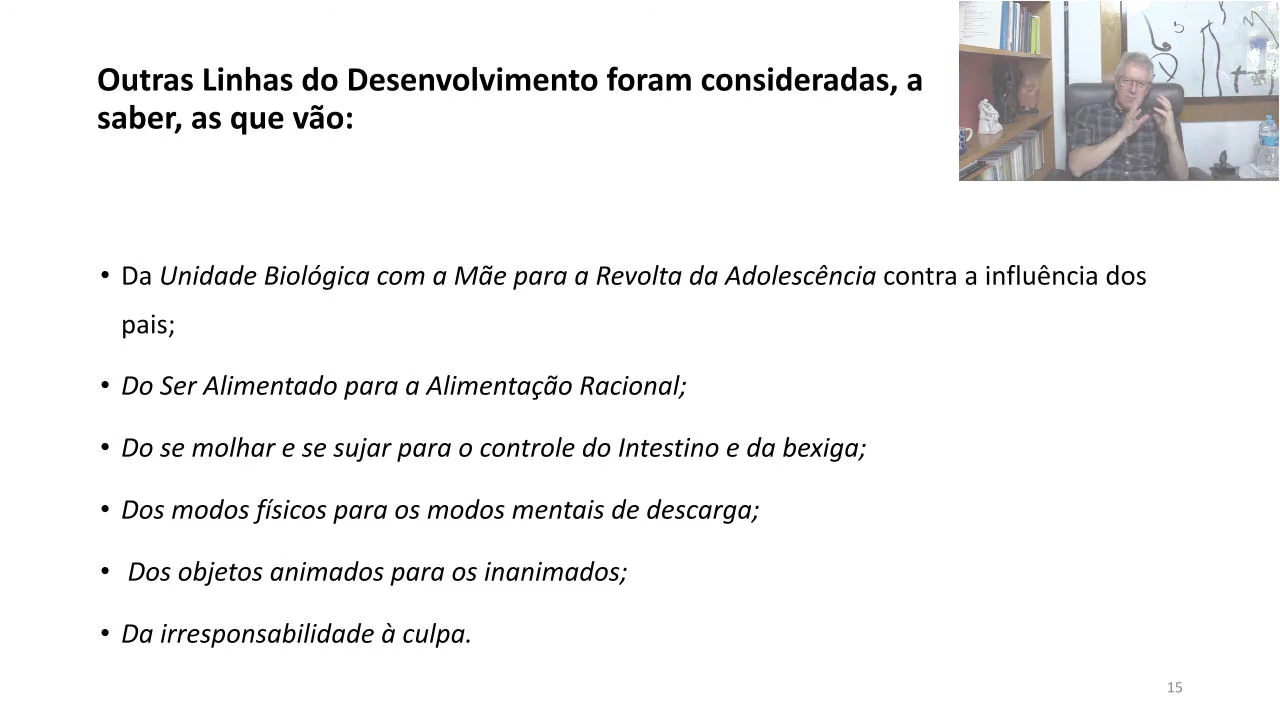 Outras Linhas do Desenvolvimento foram consideradas, a
saber, as que vão:
• Da Unidade Biológica com a Mãe para a Revolta da Adolescência contra a influência dos
pais;
• Do Ser Alimentado para a Alimentação Racional;
• Do se molhar e se sujar para o controle do Intestino e da bexiga;
• Dos modos físicos para os modos mentais de descarga;
• Dos objetos animados para os inanimados;
• Da irresponsabilidade à culpa.
15